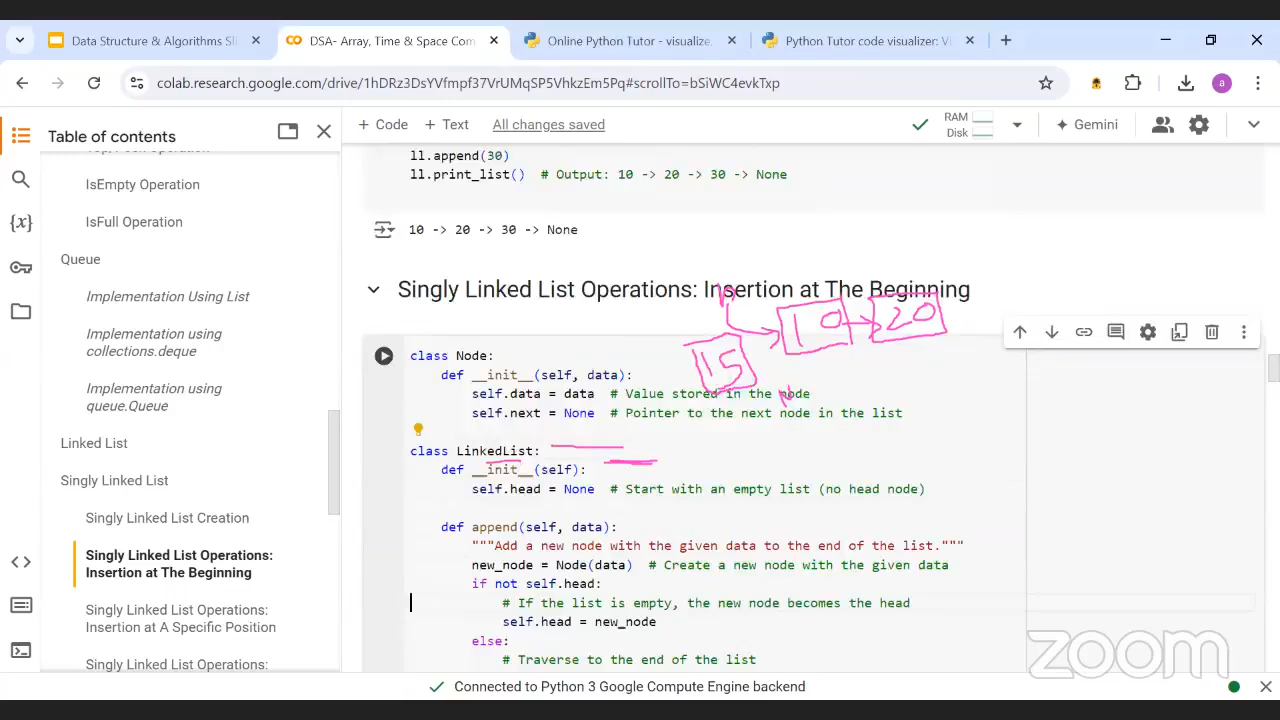 Data Structure & Algorithms Sli
DSA- Array, Time & Space Com
Online Python Tutor - visualize
Python Tutor code visualizer: Vi
colab.research.google.com/drive/1hDRz3DsYVfmpf37VrUMqSP5VhkzEm5Pq#scrollTo=bSiWC4evkTxp
a
Table of contents
+ Code + Text All changes saved
RAM
Disk
Gemini
IsEmpty Operation
IsFull Operation
Queue
Implementation Using List
Implementation using
collections.deque
Implementation using
queue.Queue
Linked List
Singly Linked List
Singly Linked List Creation
Singly Linked List Operations:
Insertion at The Beginning
Singly Linked List Operations:
Insertion at A Specific Position
Singly Linked List Operations:
ll.append(30)
ll.print_list() # Output: 10 -> 20 -> 30 -> None
10 -> 20 -> 30 -> None
Singly Linked List Operations: Insertion at The Beginning
10 20
15
class Node:
def __init__(self, data):
self.data = data # Value stored in the node
self.next = None # Pointer to the next node in the list
class LinkedList:
def __init__(self):
self.head = None # Start with an empty list (no head node)
def append(self, data):
"""Add a new node with the given data to the end of the list."""
new_node = Node(data) # Create a new node with the given data
if not self.head:
# If the list is empty, the new node becomes the head
self.head = new_node
else:
# Traverse to the end of the list
zoom
Connected to Python 3 Google Compute Engine backend